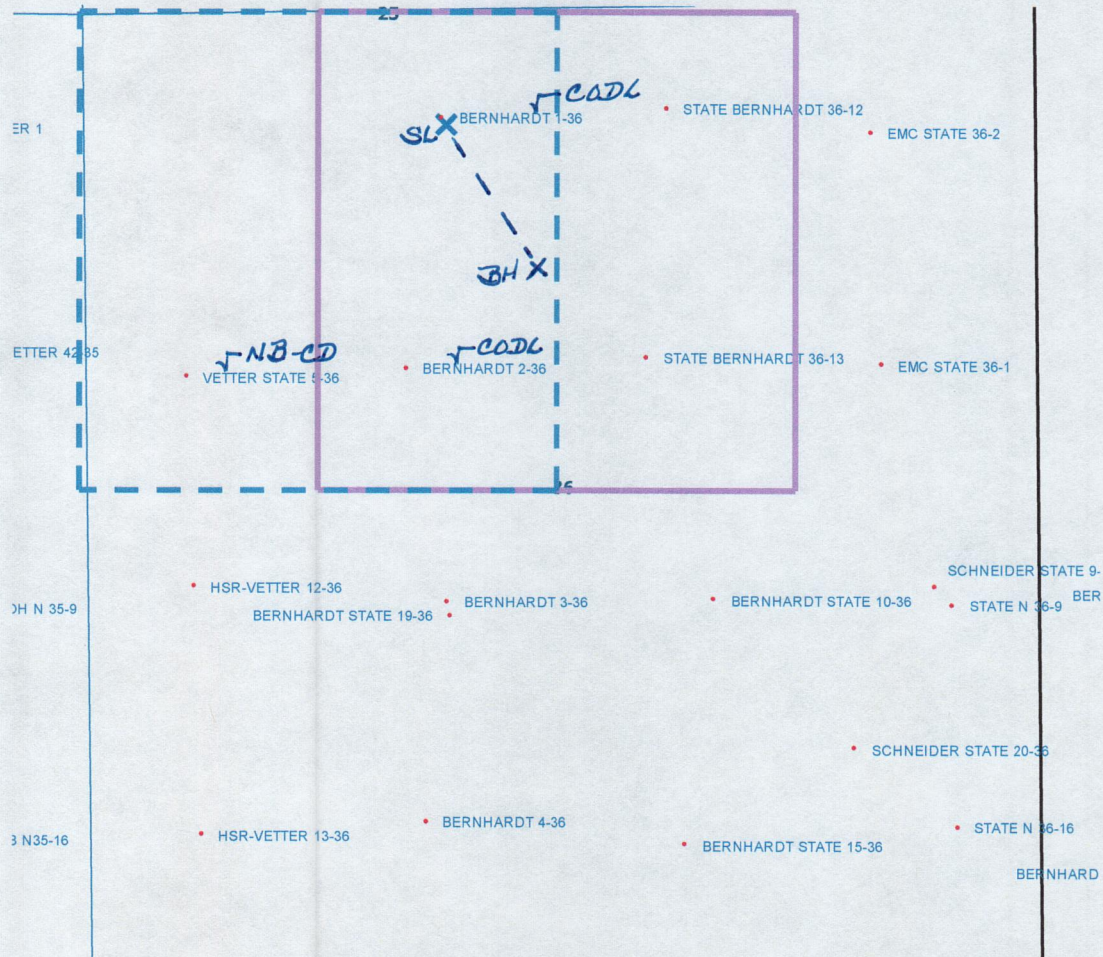 25
√CODL
BERNHARDT 1-36
STATE BERNHARDT 36-12
ER 1
SL
EMC STATE 36-2
BH X
ETTER 42-35
√NB-CD
√CODL
VETTER STATE 5-36
BERNHARDT 2-36
STATE BERNHARDT 36-13
EMC STATE 36-1
36
HSR-VETTER 12-36
BERNHARDT 3-36
BERNHARDT STATE 10-36
SCHNEIDER STATE 9-
BER
OH N 35-9
BERNHARDT STATE 19-36
STATE N 36-9
SCHNEIDER STATE 20-36
B N35-16
HSR-VETTER 13-36
BERNHARDT 4-36
BERNHARDT STATE 15-36
STATE N 36-16
BERNHARD